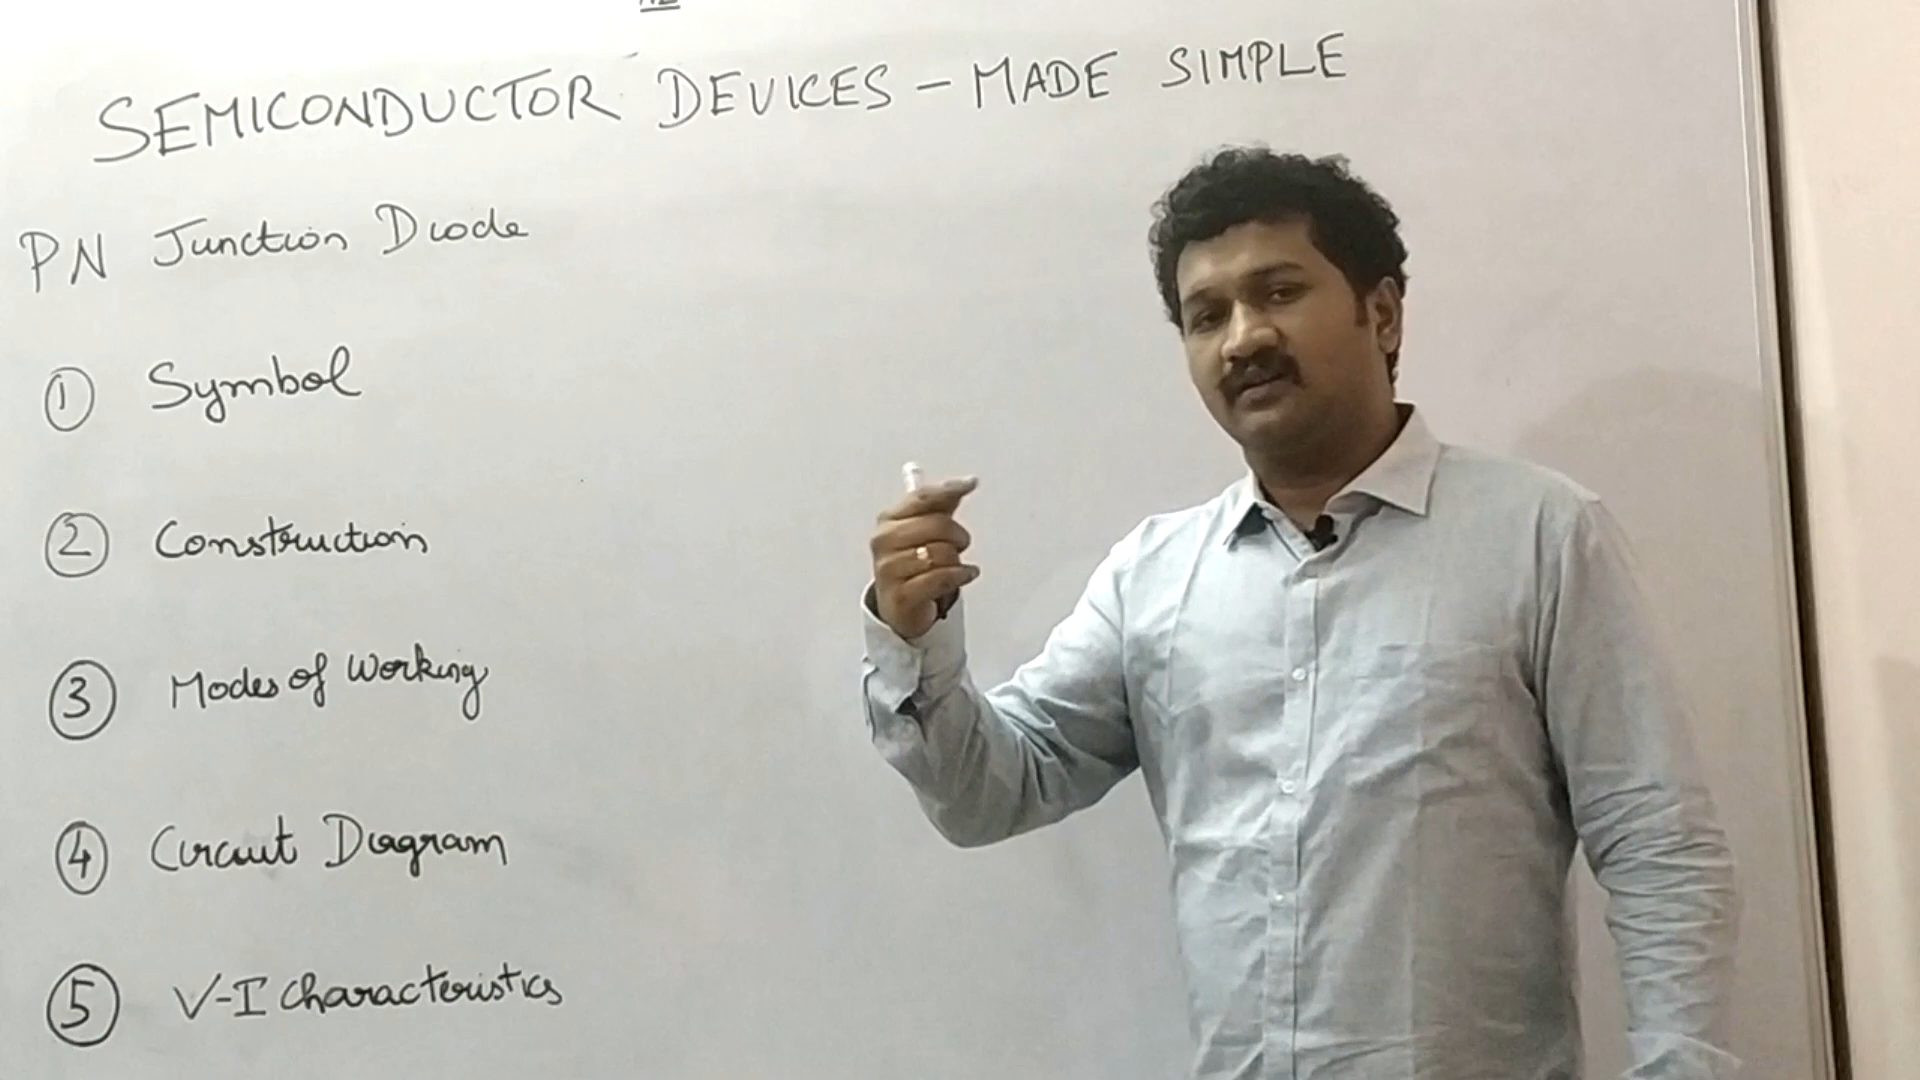 SEMICONDUCTOR DEVICES - MADE SIMPLE
PN Junction Diode
① Symbol
② Construction
③ Modes of Working
④ Circuit Diagram
⑤ V-I Characteristics